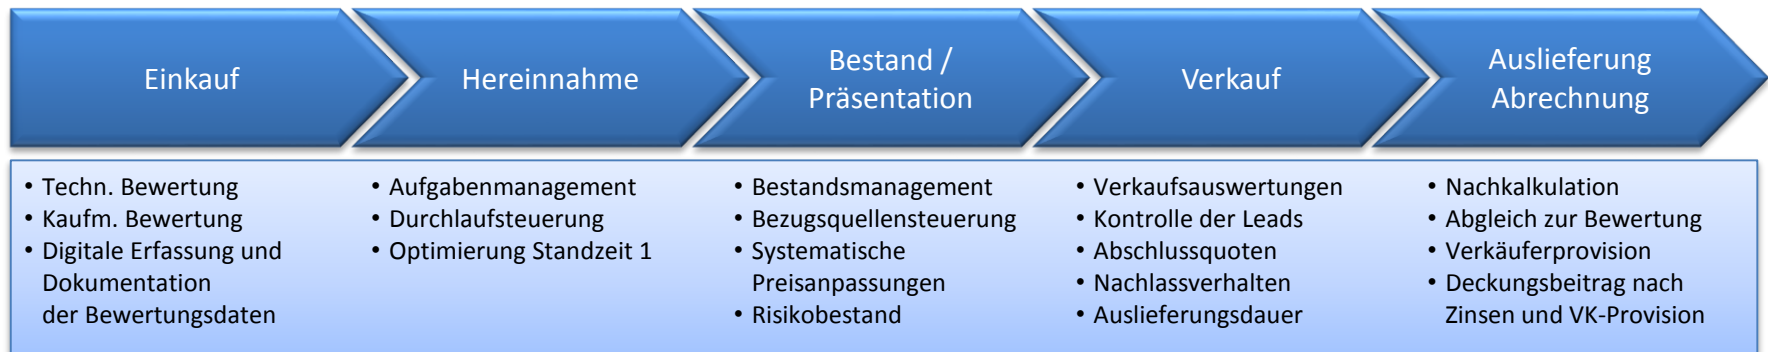 Einkauf
Hereinnahme
Bestand /
Präsentation
Verkauf
Auslieferung
Abrechnung
• Techn. Bewertung
• Kaufm. Bewertung
• Digitale Erfassung und
Dokumentation
der Bewertungsdaten
• Aufgabenmanagement
• Durchlaufsteuerung
• Optimierung Standzeit 1
• Bestandsmanagement
• Bezugsquellensteuerung
• Systematische
Preisanpassungen
• Risikobestand
• Verkaufsauswertungen
• Kontrolle der Leads
• Abschlussquoten
• Nachlassverhalten
• Auslieferungsdauer
• Nachkalkulation
• Abgleich zur Bewertung
• Verkäuferprovision
• Deckungsbeitrag nach
Zinsen und VK-Provision